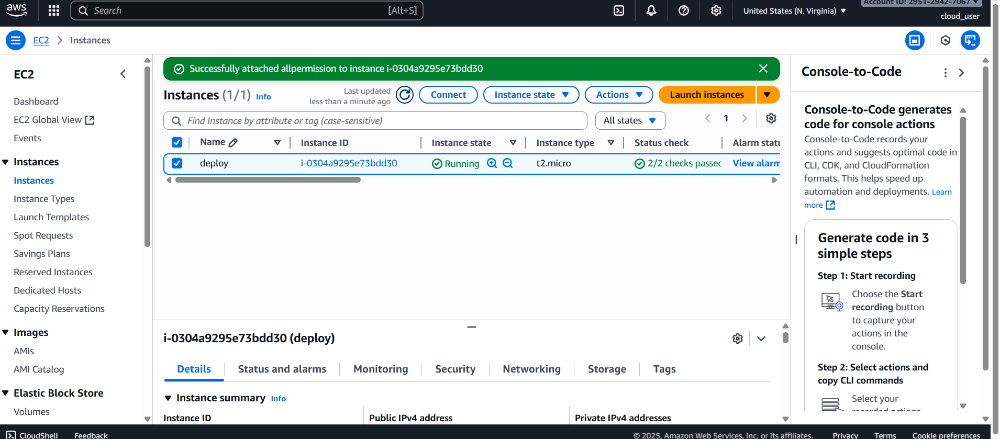 aws
Search
[Alt+S]
United States (N. Virginia)
Account ID: 2951-2942-7067
cloud_user
EC2
Instances
EC2
Dashboard
EC2 Global View
Events
Instances
Instances
Instance Types
Launch Templates
Spot Requests
Savings Plans
Reserved Instances
Dedicated Hosts
Capacity Reservations
Images
AMIs
AMI Catalog
Elastic Block Store
Volumes
Successfully attached allpermission to instance i-0304a9295e73bdd30
Instances (1/1) Info
Last updated
less than a minute ago
Connect
Instance state
Actions
Launch instances
Find Instance by attribute or tag (case-sensitive)
All states
1
Name Instance ID Instance state Instance type Status check Alarm statu
deploy i-0304a9295e73bdd30 Running t2.micro 2/2 checks passed View alarm
i-0304a9295e73bdd30 (deploy)
Details Status and alarms Monitoring Security Networking Storage Tags
Instance summary Info
Instance ID Public IPv4 address Private IPv4 addresses
Console-to-Code
Console-to-Code generates
code for console actions
Console-to-Code records your
actions and suggests optimal code in
CLI, CDK, and CloudFormation
formats. This helps speed up
automation and deployments. Learn
more
Generate code in 3
simple steps
Step 1: Start recording
Choose the Start
recording button
to capture your
actions in the
console.
Step 2: Select actions and
copy CLI commands
Select your
recorded actions
CloudShell Feedback © 2025, Amazon Web Services, Inc. or its affiliates. Privacy Terms Cookie preferences